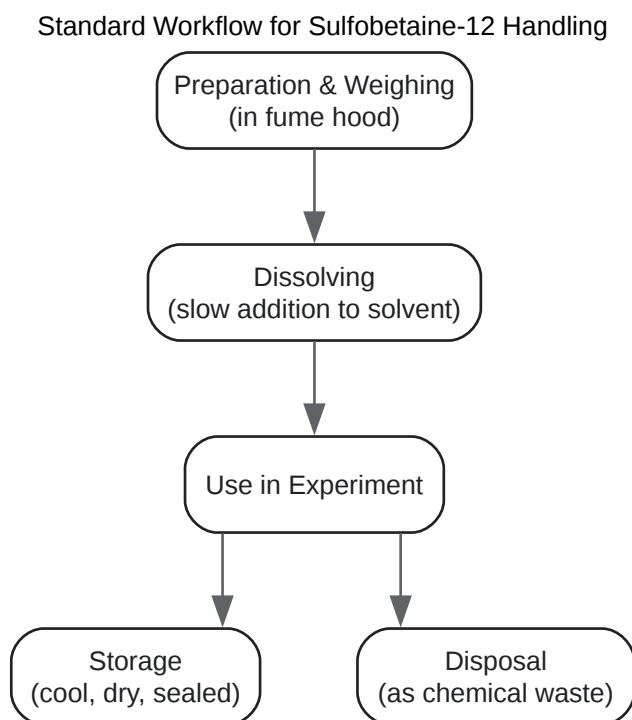 Standard Workflow for Sulfobetaine-12 Handling
Preparation & Weighing
(in fume hood)
Dissolving
(slow addition to solvent)
Use in Experiment
Storage
(cool, dry, sealed)
Disposal
(as chemical waste)